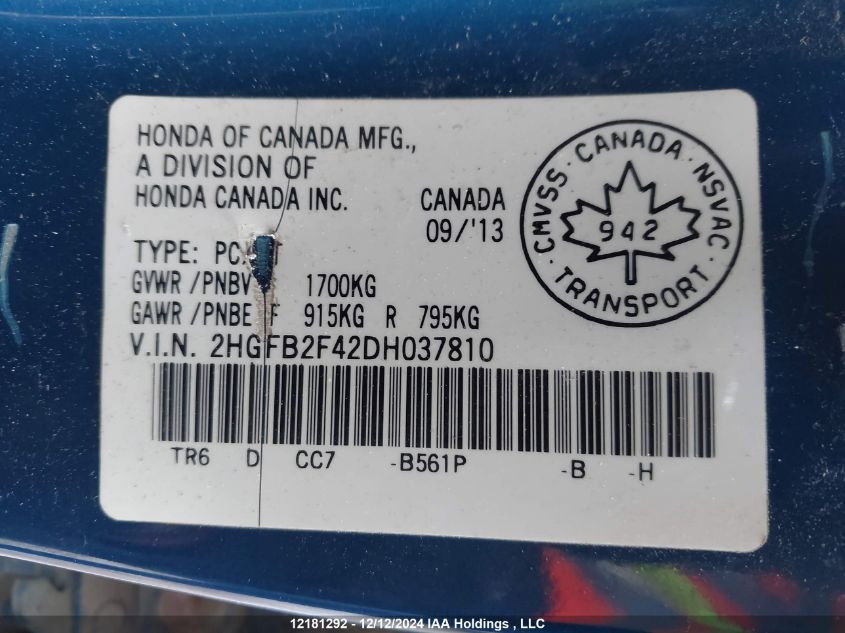 HONDA OF CANADA MFG.,
A DIVISION OF
HONDA CANADA INC. CANADA
09/'13
TYPE:
GVWR /PNBV 1700KG
GAWR /PNBE F 915KG R 795KG
V.I.N. 2HGFB2F42DH037810
TR6 D CC7 -B561P -B -H
CMVSS · CANADA · NSVAC · TRANSPORT ·
942
12181292 - 12/12/2024 IAA Holdings , LLC